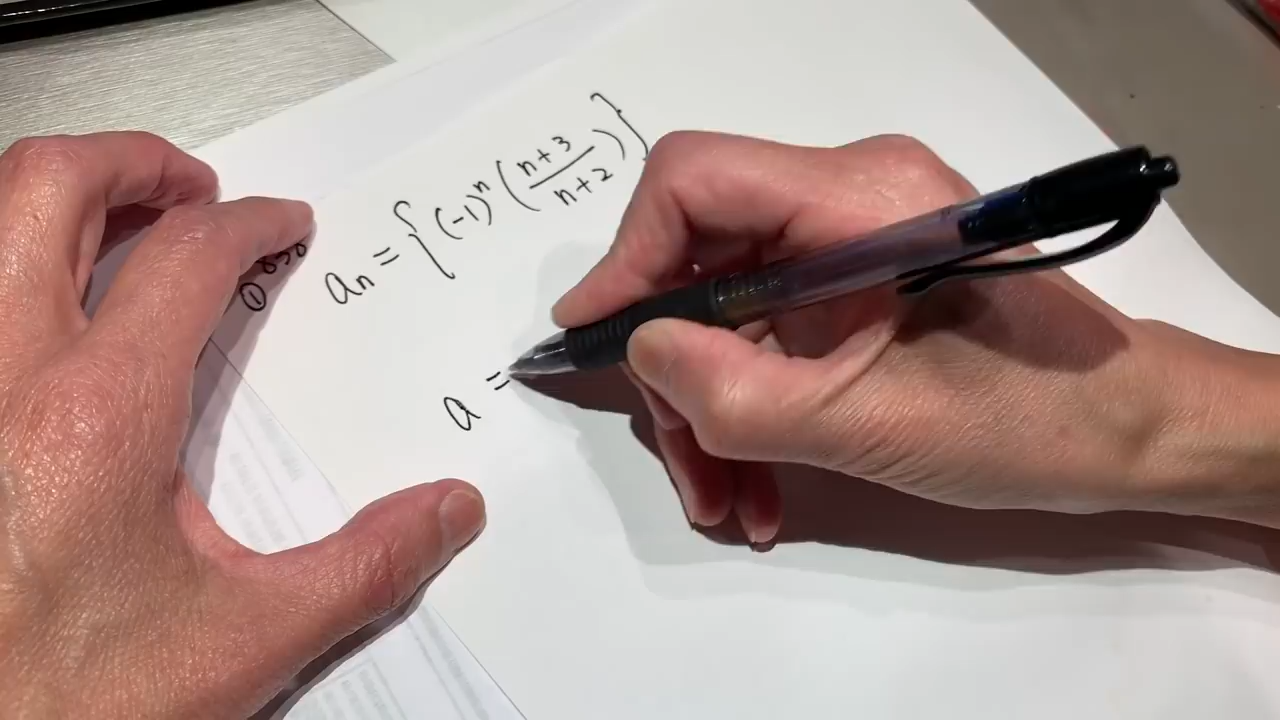 aₙ = {(-1)ⁿ ((n+3)/(n+2))}
a =